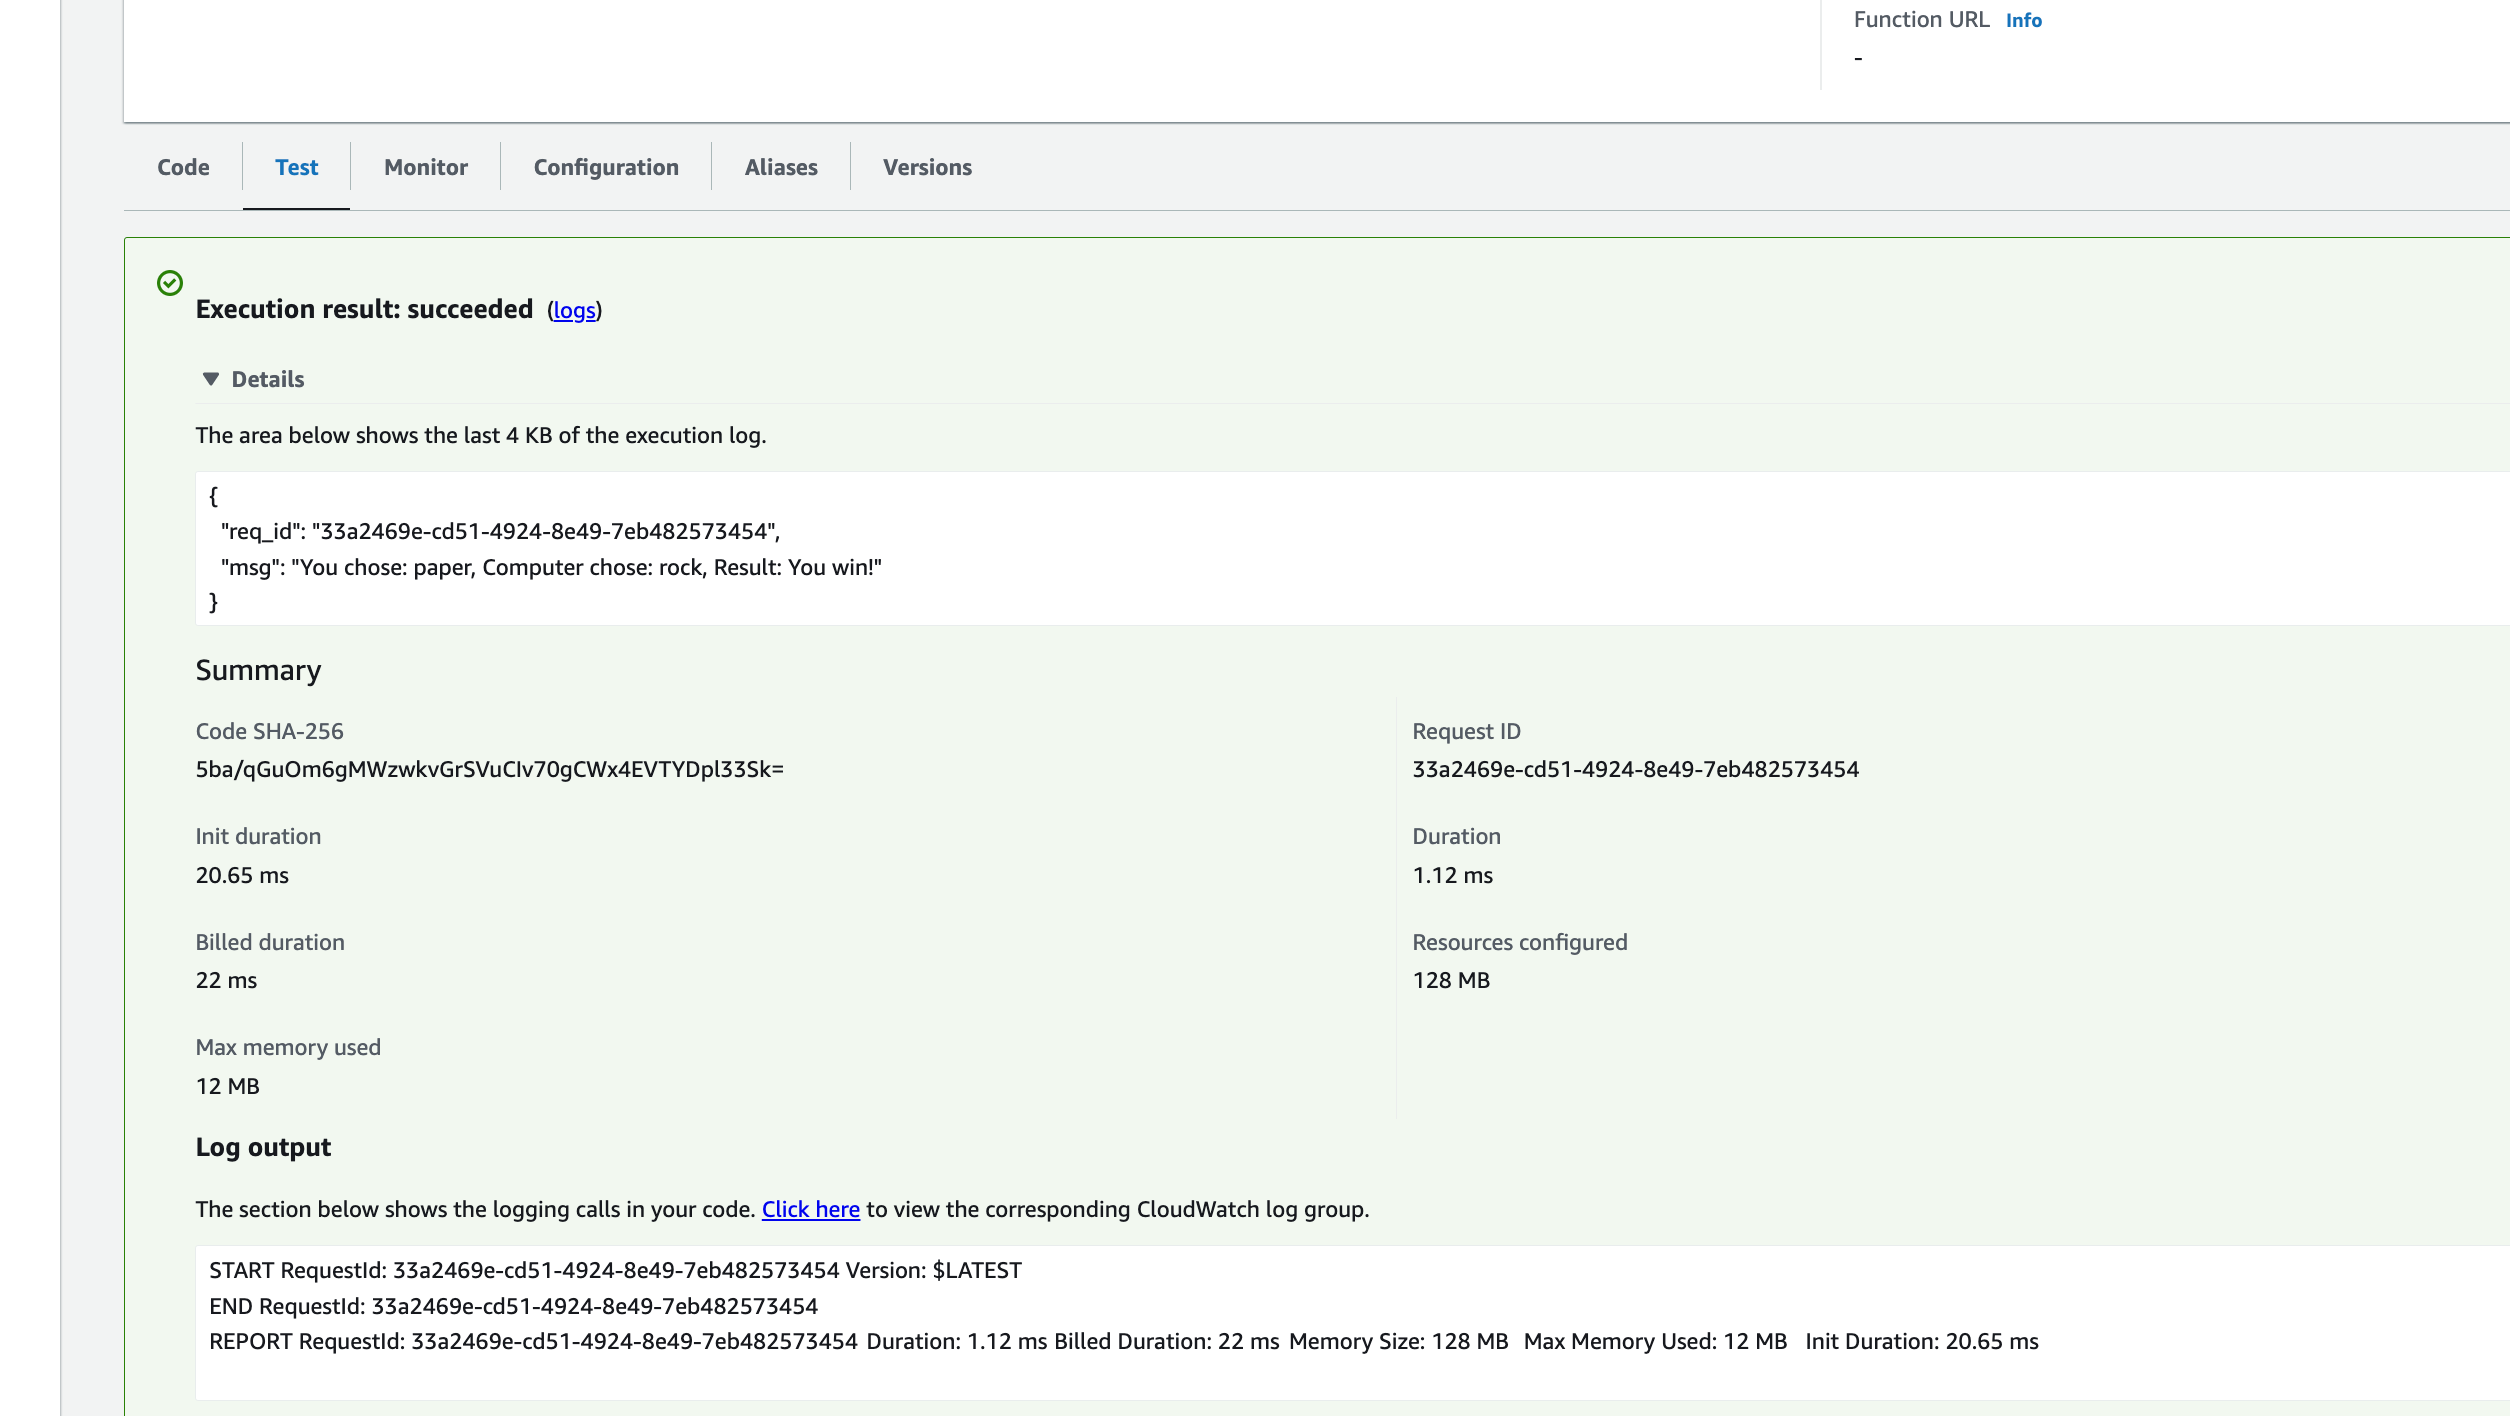 Function URL Info
-
Code Test Monitor Configuration Aliases Versions
Execution result: succeeded (logs)
Details
The area below shows the last 4 KB of the execution log.
{
"req_id": "33a2469e-cd51-4924-8e49-7eb482573454",
"msg": "You chose: paper, Computer chose: rock, Result: You win!"
}
Summary
Code SHA-256
5ba/qGuOm6gMWzwkvGrSVuCIv70gCWx4EVTYDpl33Sk=
Request ID
33a2469e-cd51-4924-8e49-7eb482573454
Init duration
20.65 ms
Duration
1.12 ms
Billed duration
22 ms
Resources configured
128 MB
Max memory used
12 MB
Log output
The section below shows the logging calls in your code. Click here to view the corresponding CloudWatch log group.
START RequestId: 33a2469e-cd51-4924-8e49-7eb482573454 Version: $LATEST
END RequestId: 33a2469e-cd51-4924-8e49-7eb482573454
REPORT RequestId: 33a2469e-cd51-4924-8e49-7eb482573454 Duration: 1.12 ms Billed Duration: 22 ms Memory Size: 128 MB Max Memory Used: 12 MB Init Duration: 20.65 ms